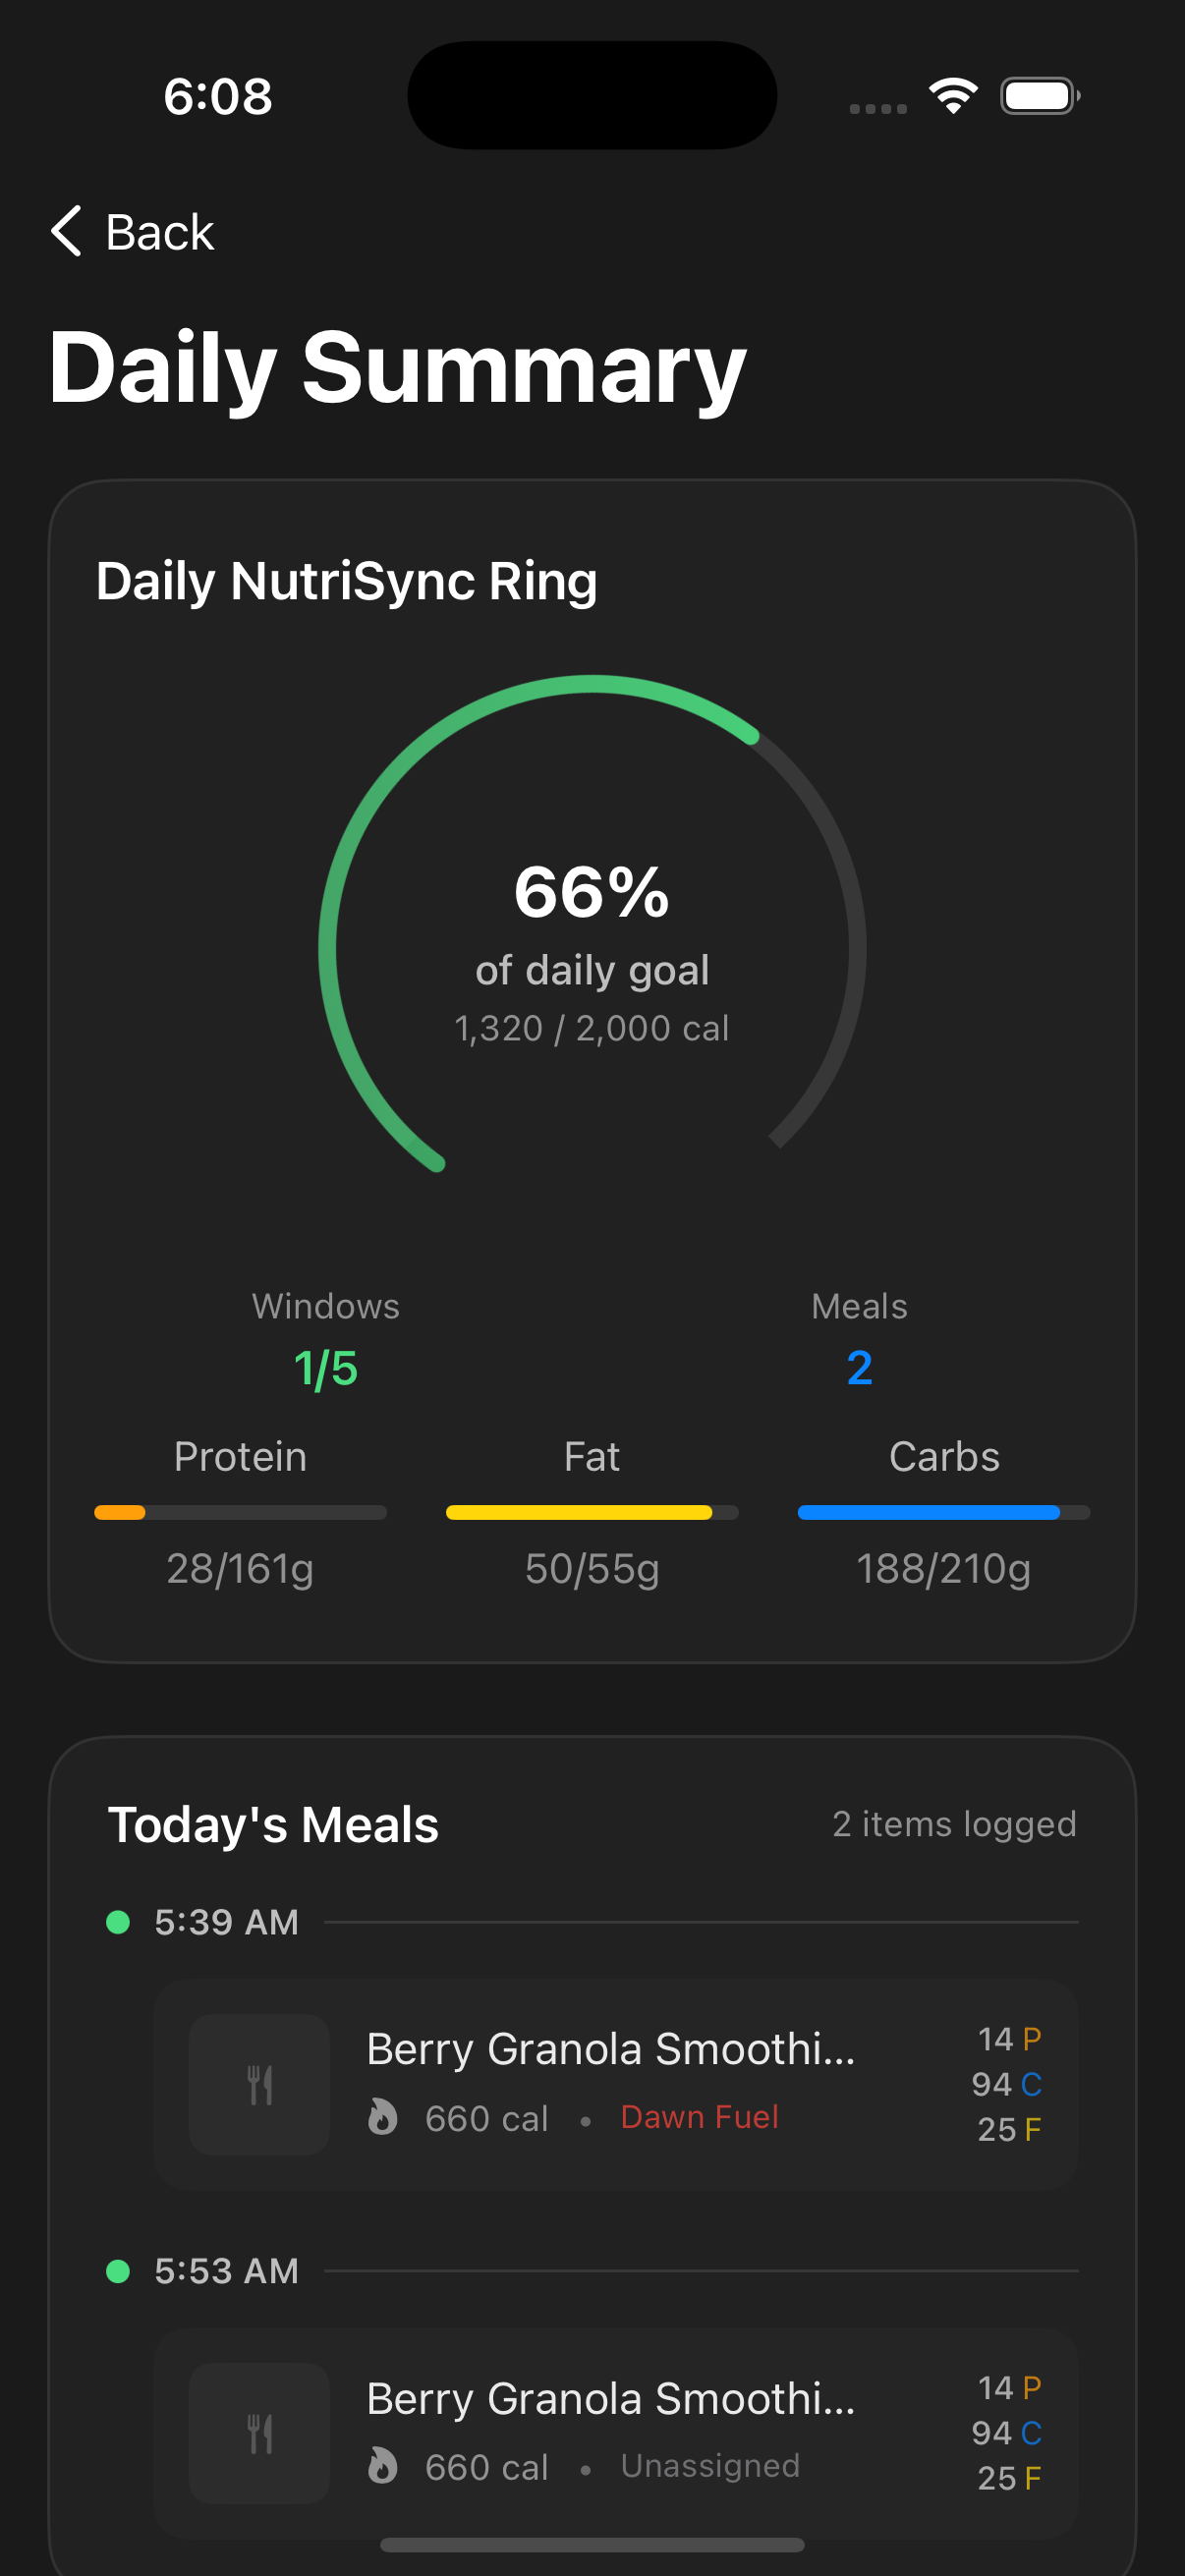 6:08
Back
Daily Summary
Daily NutriSync Ring
66%
of daily goal
1,320 / 2,000 cal
Windows Meals
1/5 2
Protein Fat Carbs
28/161g 50/55g 188/210g
Today's Meals 2 items logged
5:39 AM
Berry Granola Smoothi... 14 P
94 C
660 cal • Dawn Fuel 25 F
5:53 AM
Berry Granola Smoothi... 14 P
94 C
660 cal • Unassigned 25 F